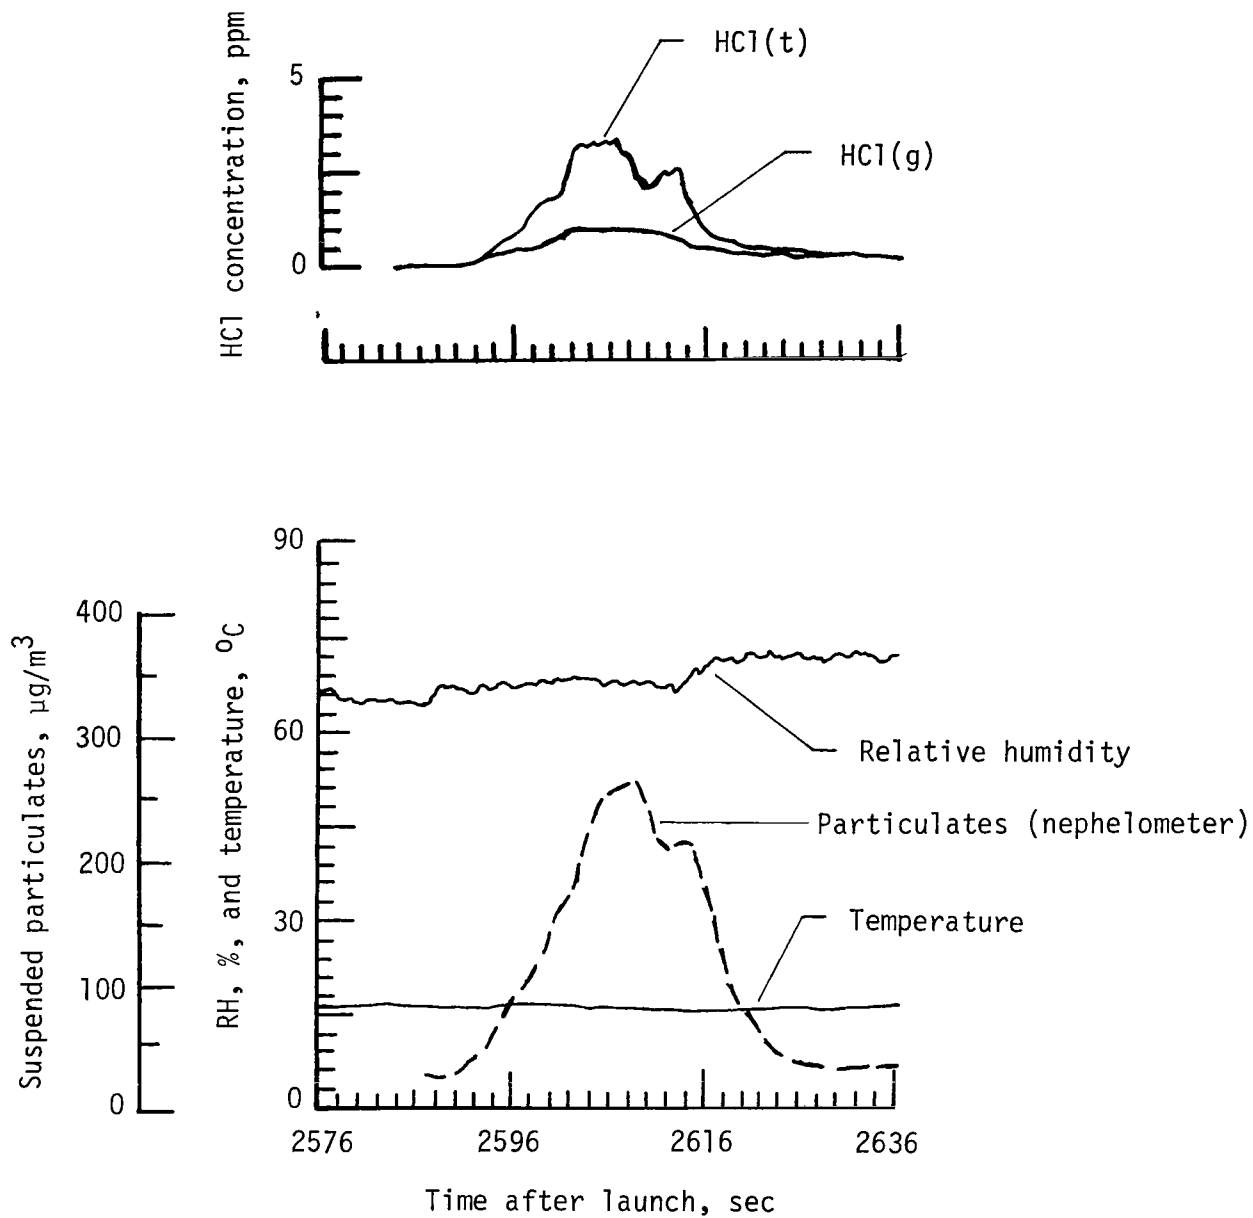 HCl concentration, ppm
5
0
HCl(t)
HCl(g)
Suspended particulates, μg/m³
400
300
200
100
0
RH, %, and temperature, °C
90
60
30
0
Relative humidity
Particulates (nephelometer)
Temperature
2576 2596 2616 2636
Time after launch, sec